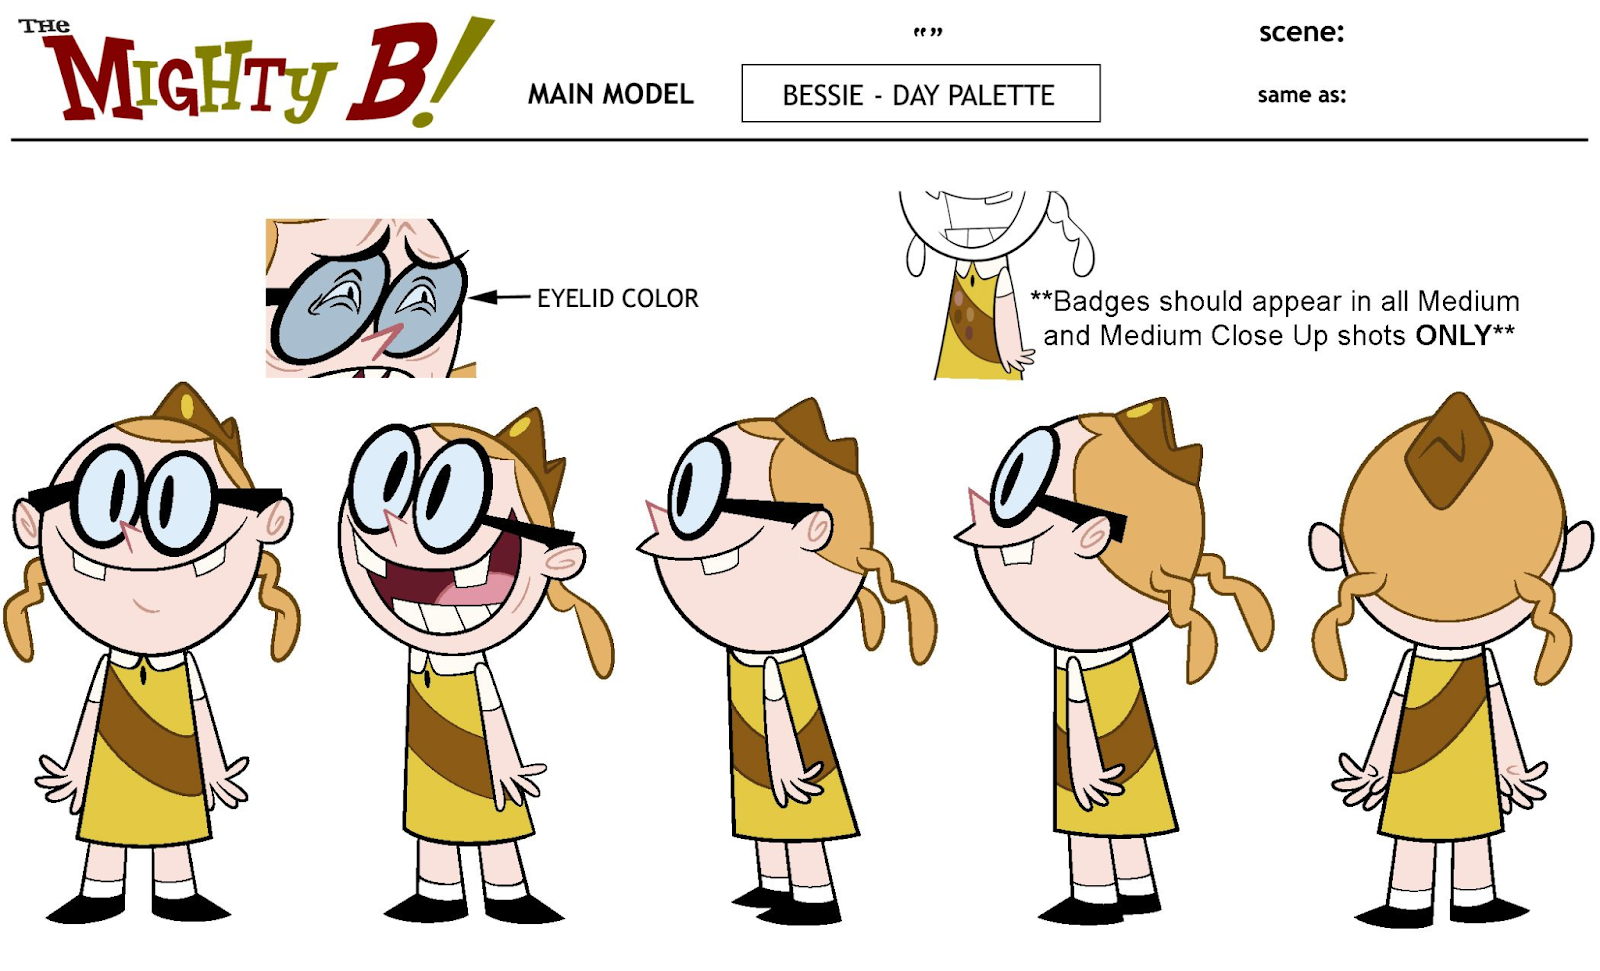 THE
MIGHTY B!
“”
scene:
MAIN MODEL
BESSIE - DAY PALETTE
same as:
EYELID COLOR
**Badges should appear in all Medium
and Medium Close Up shots ONLY**